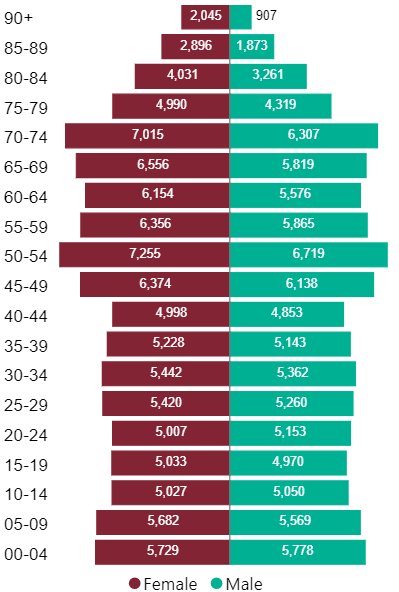 90+ 2,045 907
85-89 2,896 1,873
80-84 4,031 3,261
75-79 4,990 4,319
70-74 7,015 6,307
65-69 6,556 5,819
60-64 6,154 5,576
55-59 6,356 5,865
50-54 7,255 6,719
45-49 6,374 6,138
40-44 4,998 4,853
35-39 5,228 5,143
30-34 5,442 5,362
25-29 5,420 5,260
20-24 5,007 5,153
15-19 5,033 4,970
10-14 5,027 5,050
05-09 5,682 5,569
00-04 5,729 5,778
Female Male